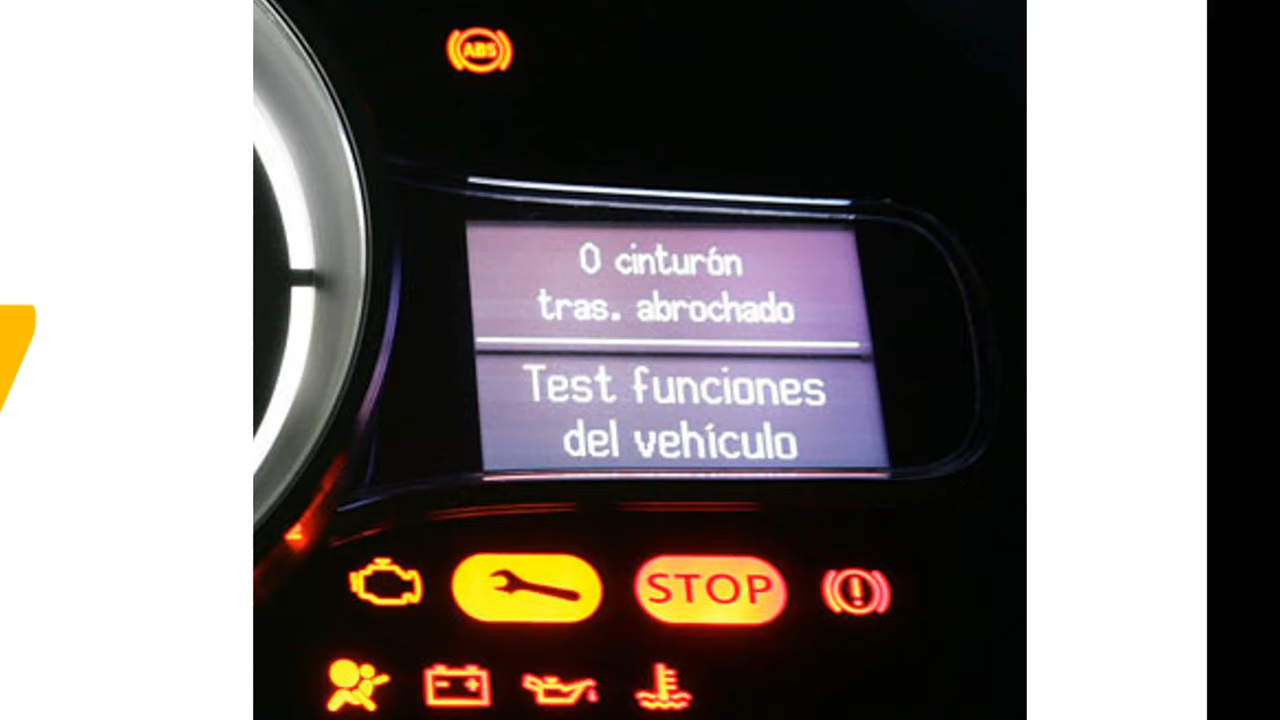 ABS
0 cinturón
tras. abrochado
Test funciones
del vehículo
STOP